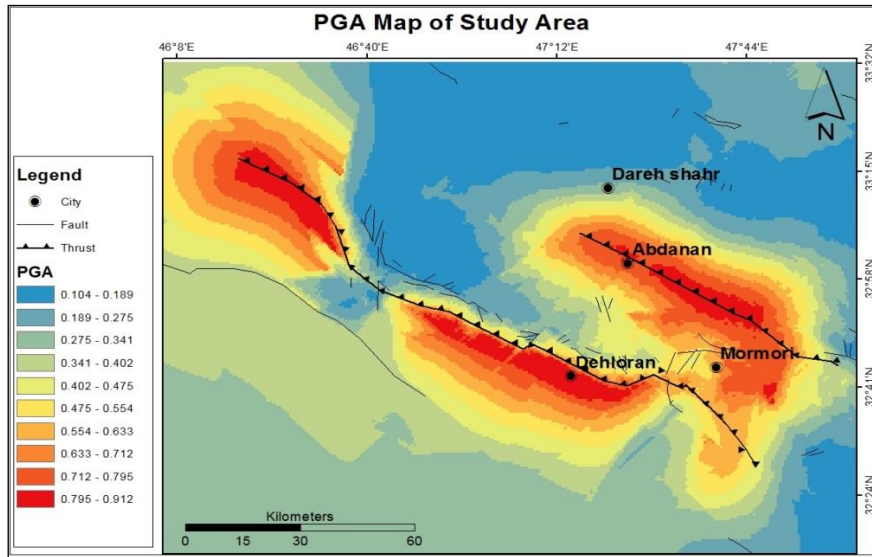 PGA Map of Study Area
46°8'E 46°40'E 47°12'E 47°44'E
33°32'N
N
33°15'N
Dareh shahr
Legend
City
Fault
Thrust
Abdanan
32°58'N
PGA
0.104 - 0.189
0.189 - 0.275
0.275 - 0.341
0.341 - 0.402
0.402 - 0.475
0.475 - 0.554
0.554 - 0.633
0.633 - 0.712
0.712 - 0.795
0.795 - 0.912
Mormori
Dehloran
32°41'N
32°24'N
Kilometers
0 15 30 60